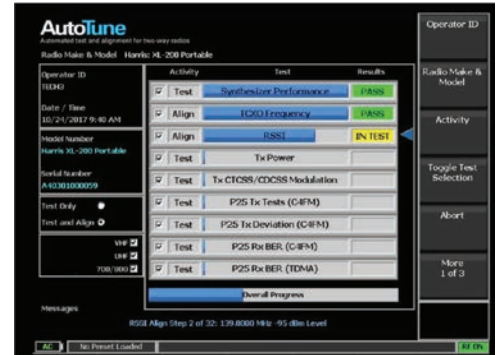 AutoTune
Automated test and alignment for two-way radios
Radio Make & Model Harris: XL-200 Portable
Operator ID
TECH3
Date / Time
10/24/2017 9:40 AM
Model Number
Harris XL-200 Portable
Serial Number
A40301000059
Test Only
Test and Align
VHF
UHF
700/800
Activity Test Results
Test Synthesizer Performance PASS
Align TCXO Frequency PASS
Align RSSI IN TEST
Test Tx Power
Test Tx CTCSS/CDCSS Modulation
Test P25 Tx Tests (C4FM)
Test P25 Tx Deviation (C4FM)
Test P25 Rx BER (C4FM)
Test P25 Rx BER (TDMA)
Overall Progress
Messages
RSSI Align Step 2 of 32: 139.0000 MHz -95 dBm Level
AC No Preset Loaded RF ON
Operator ID
Radio Make &
Model
Activity
Toggle Test
Selection
Abort
More
1 of 3